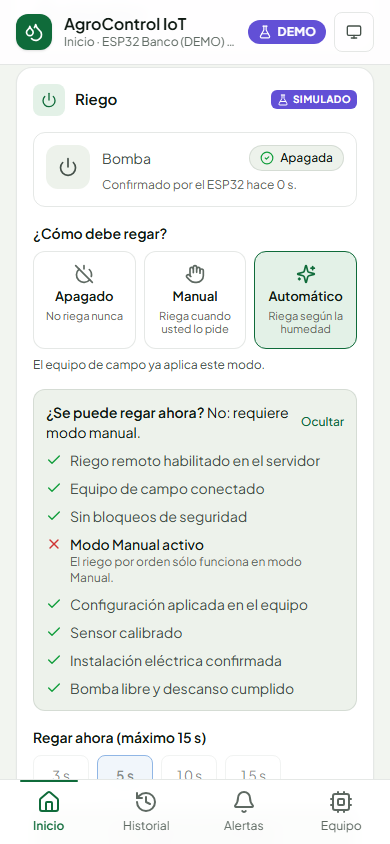 AgroControl IoT
Inicio · ESP32 Banco (DEMO) ...
DEMO
Riego
SIMULADO
Bomba
Apagada
Confirmado por el ESP32 hace 0 s.
¿Cómo debe regar?
Apagado
No riega nunca
Manual
Riega cuando
usted lo pide
Automático
Riega según la
humedad
El equipo de campo ya aplica este modo.
¿Se puede regar ahora? No: requiere
modo manual.
Ocultar
Riego remoto habilitado en el servidor
Equipo de campo conectado
Sin bloqueos de seguridad
Modo Manual activo
El riego por orden sólo funciona en modo
Manual.
Configuración aplicada en el equipo
Sensor calibrado
Instalación eléctrica confirmada
Bomba libre y descanso cumplido
Regar ahora (máximo 15 s)
3 s
5 s
10 s
15 s
Inicio
Historial
Alertas
Equipo